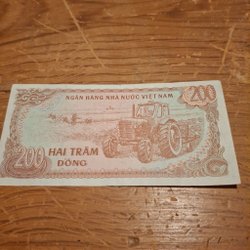 NGÂN HÀNG NHÀ NƯỚC VIỆT NAM
200
200
HAI TRĂM
ĐỒNG